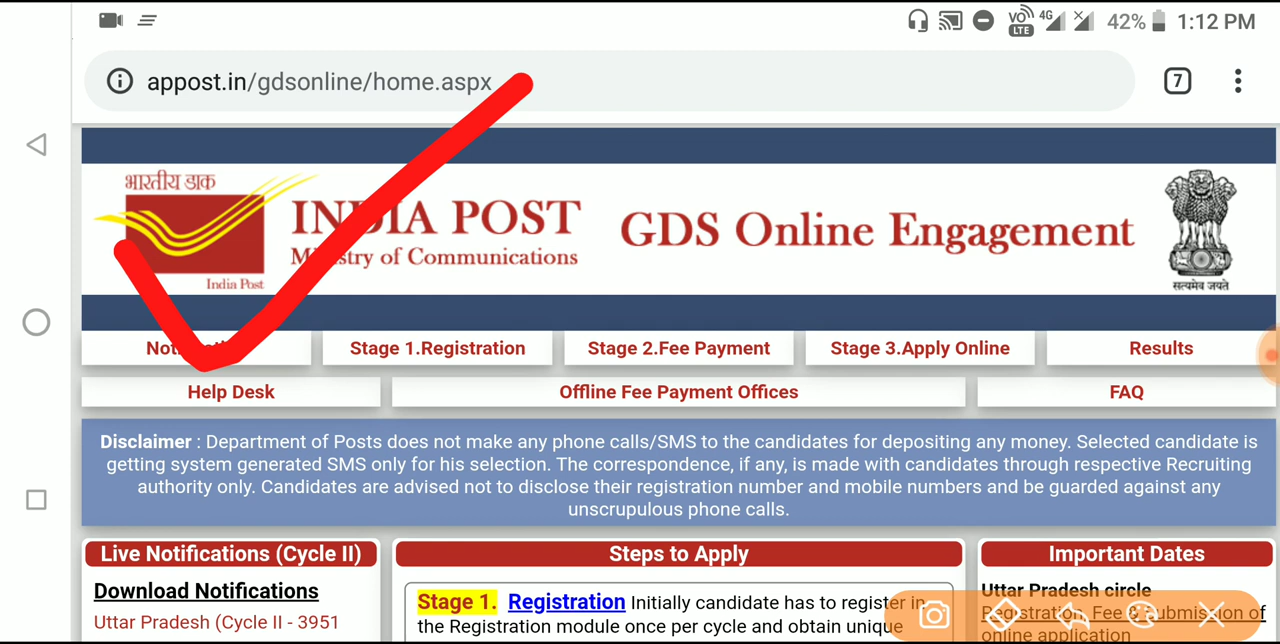 VO 4G 42% 1:12 PM
LTE
appost.in/gdsonline/home.aspx 7
भारतीय डाक
INDIA POST
Ministry of Communications
India Post
GDS Online Engagement
सत्यमेव जयते
Stage 1.Registration Stage 2.Fee Payment Stage 3.Apply Online Results
Help Desk Offline Fee Payment Offices FAQ
Disclaimer : Department of Posts does not make any phone calls/SMS to the candidates for depositing any money. Selected candidate is
getting system generated SMS only for his selection. The correspondence, if any, is made with candidates through respective Recruiting
authority only. Candidates are advised not to disclose their registration number and mobile numbers and be guarded against any
unscrupulous phone calls.
Live Notifications (Cycle II)
Download Notifications
Uttar Pradesh (Cycle II - 3951
Steps to Apply
Stage 1. Registration Initially candidate has to register in
the Registration module once per cycle and obtain unique
Important Dates
Uttar Pradesh circle
Registration, Fee & Submission of
online application